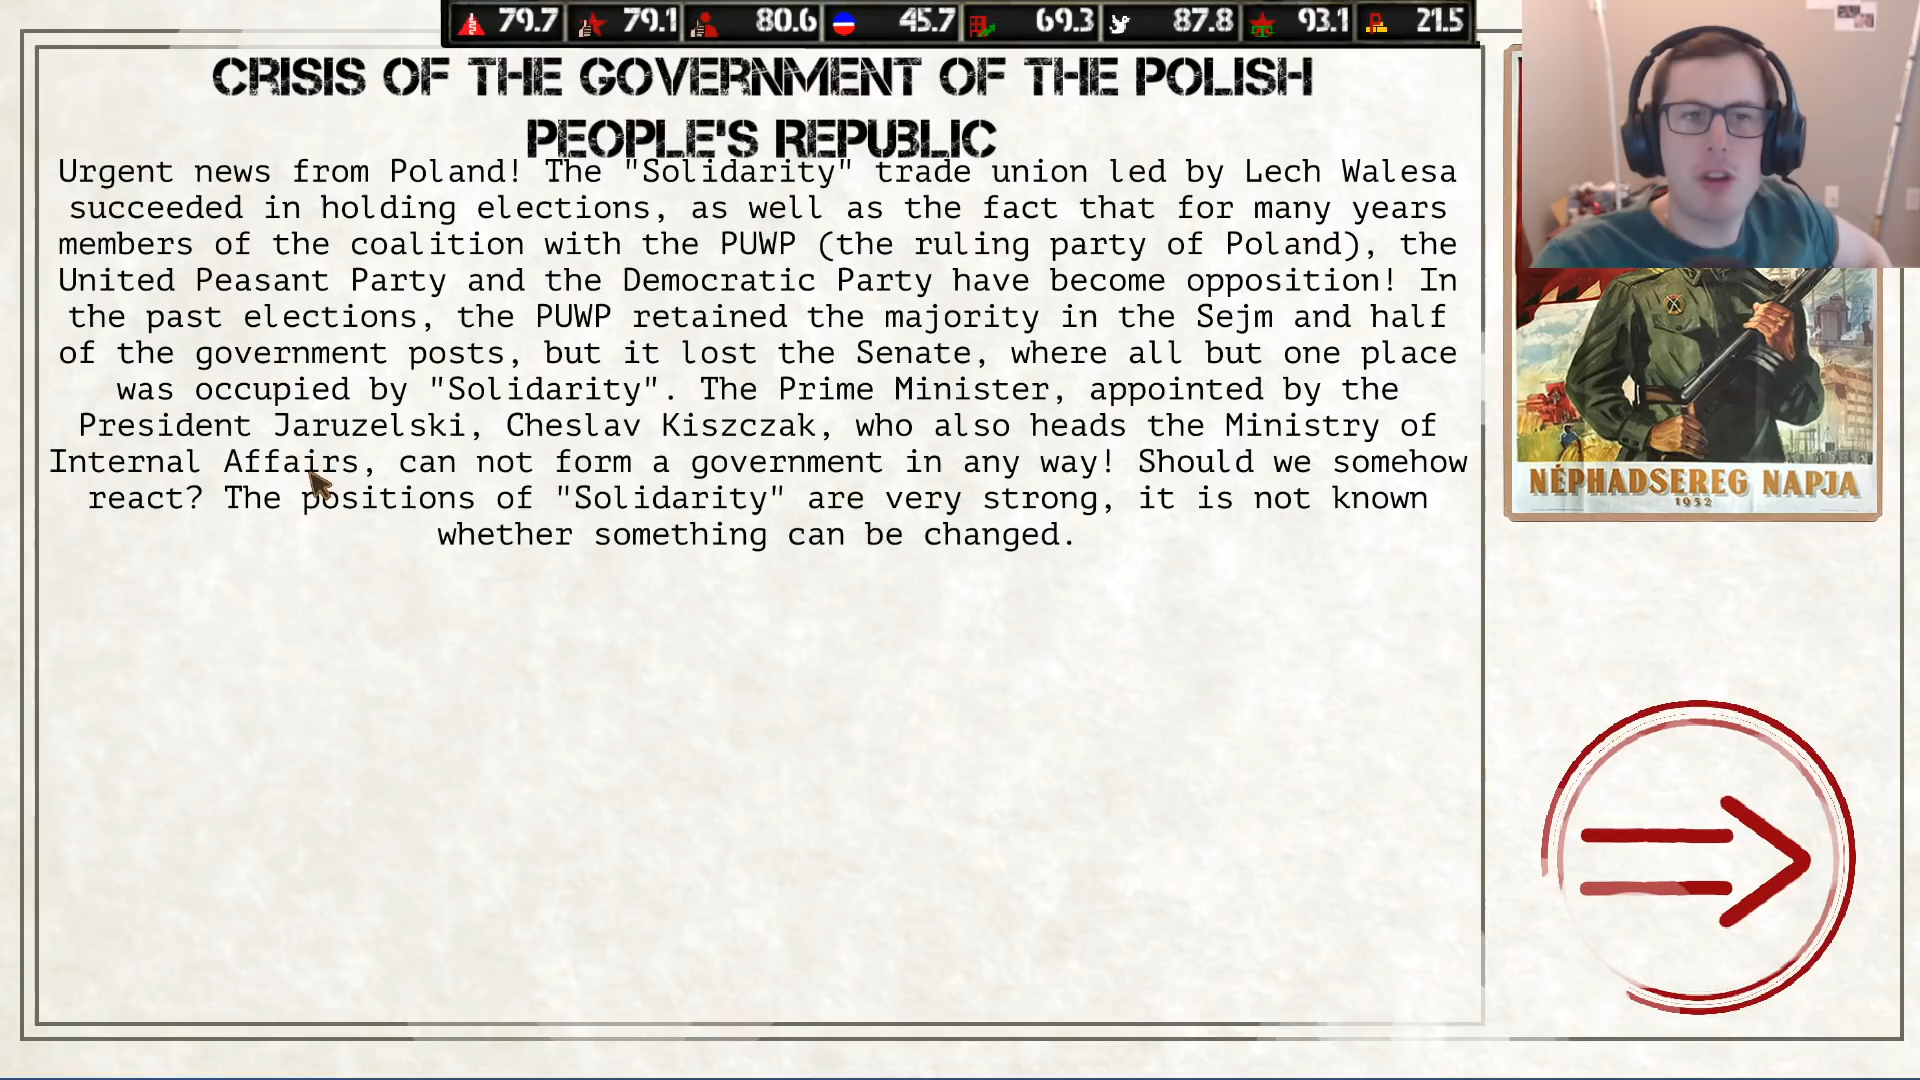 79.7 79.1 80.6 45.7 69.3 87.8 93.1 21.5
CRISIS OF THE GOVERNMENT OF THE POLISH
PEOPLE'S REPUBLIC
Urgent news from Poland! The "Solidarity" trade union led by Lech Walesa
succeeded in holding elections, as well as the fact that for many years
members of the coalition with the PUWP (the ruling party of Poland), the
United Peasant Party and the Democratic Party have become opposition! In
the past elections, the PUWP retained the majority in the Sejm and half
of the government posts, but it lost the Senate, where all but one place
was occupied by "Solidarity". The Prime Minister, appointed by the
President Jaruzelski, Cheslav Kiszczak, who also heads the Ministry of
Internal Affairs, can not form a government in any way! Should we somehow
react? The positions of "Solidarity" are very strong, it is not known
whether something can be changed.
NÉPHADSEREG NAPJA
1952